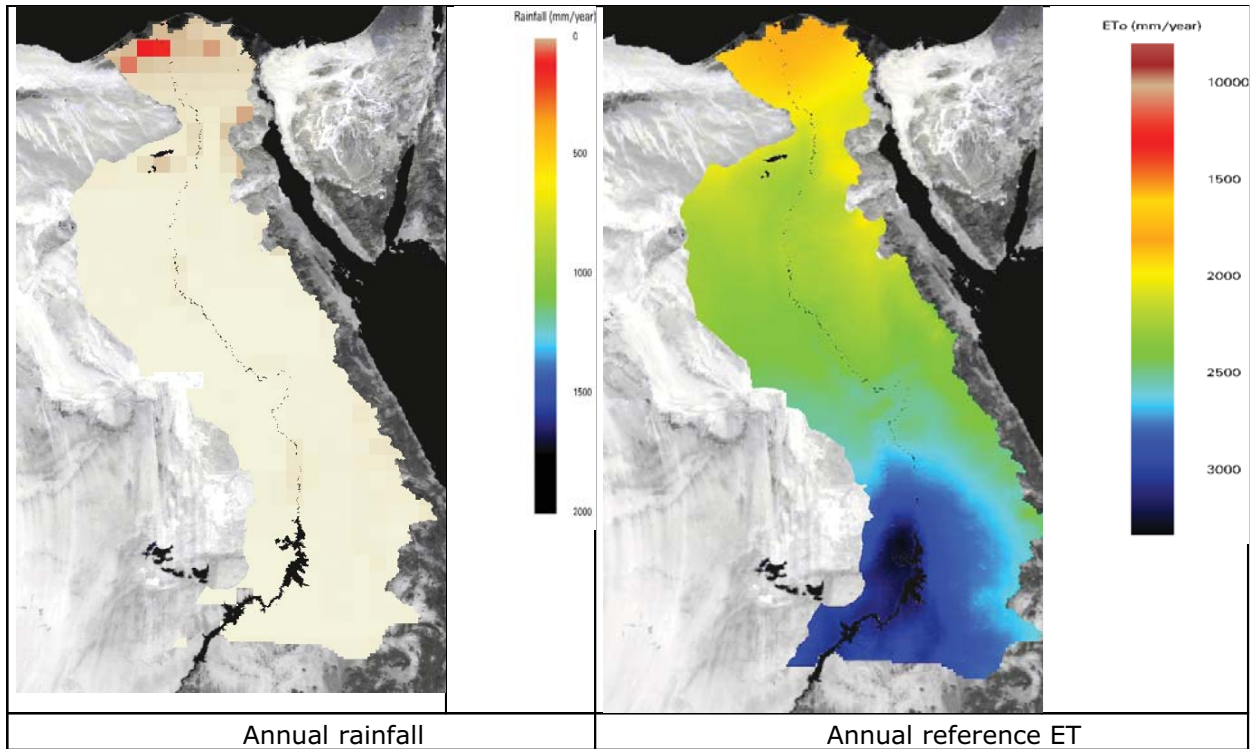 Rainfall (mm/year)
0
500
1000
1500
2000
ETo (mm/year)
10000
1500
2000
2500
3000
Annual rainfall
Annual reference ET